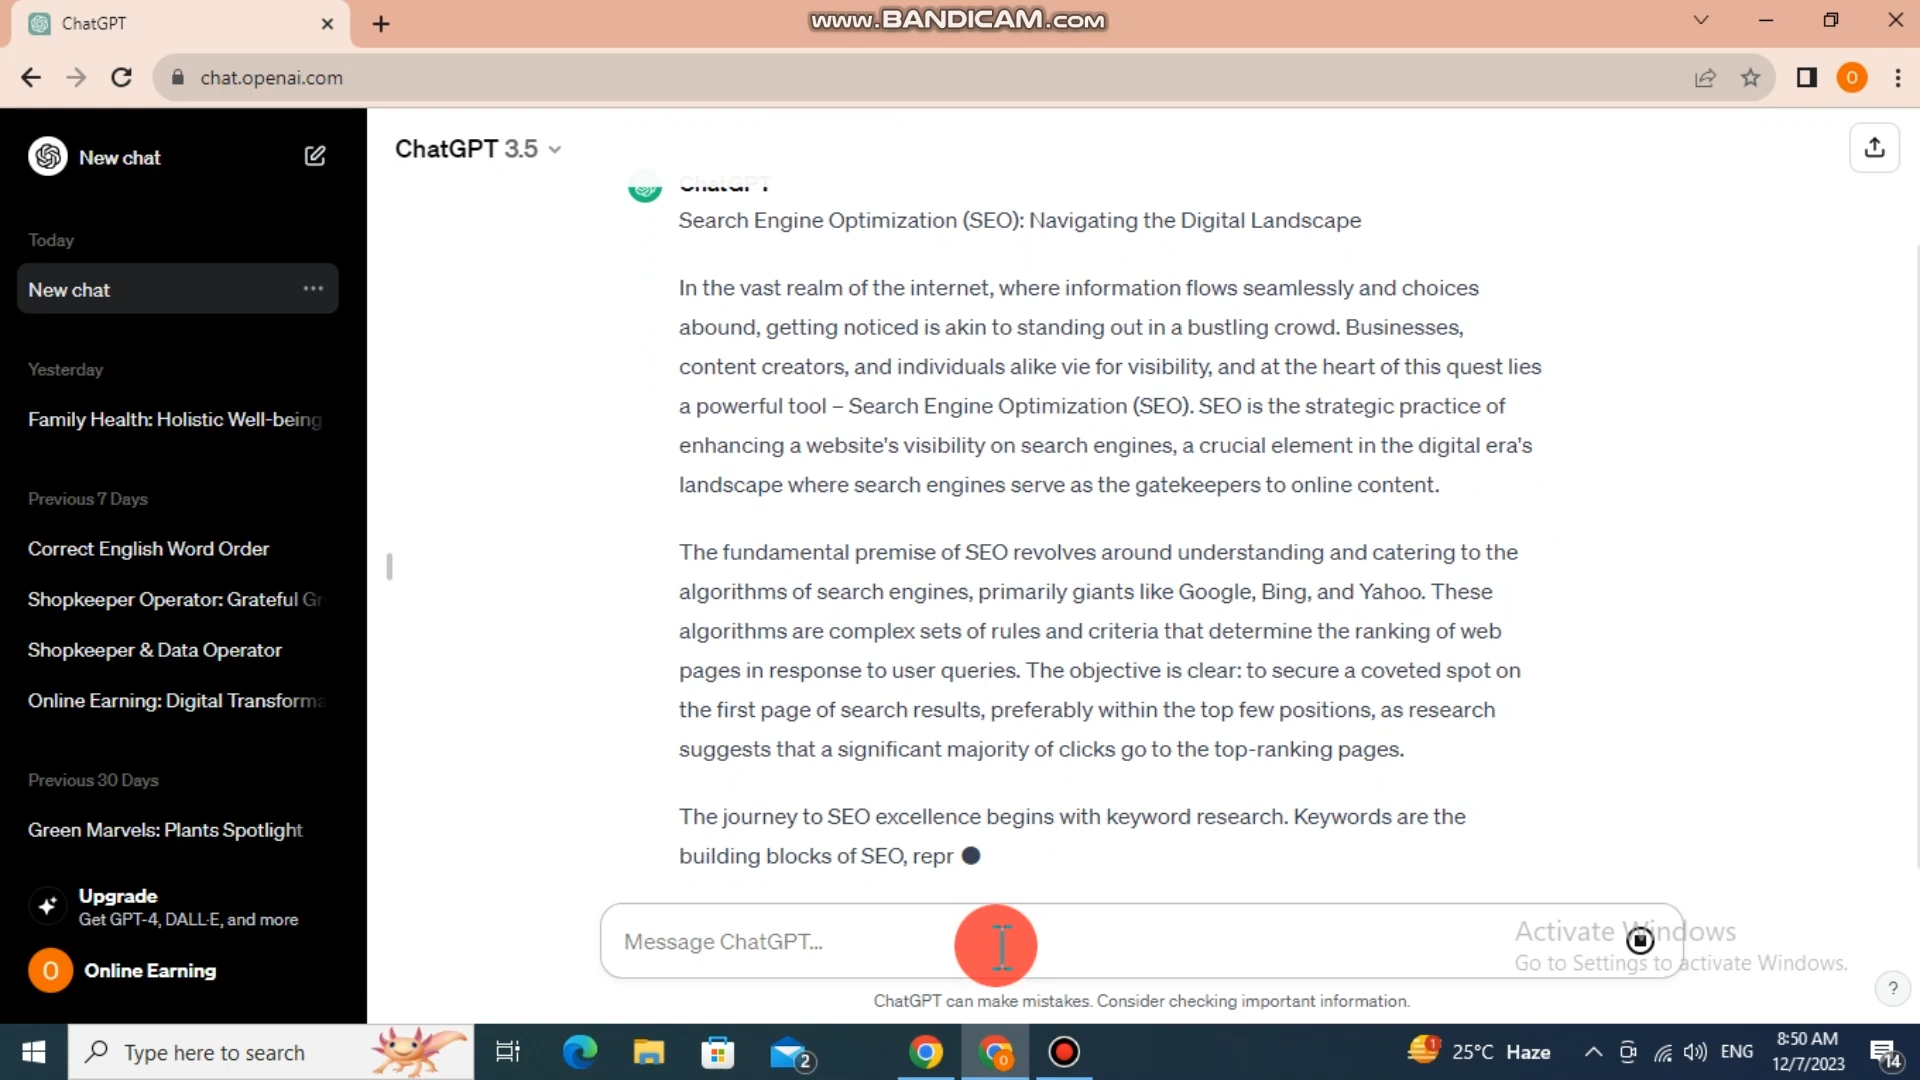 ChatGPT
www.BANDICAM.com
chat.openai.com
O
New chat
ChatGPT 3.5
Today
New chat
Yesterday
Family Health: Holistic Well-being
Previous 7 Days
Correct English Word Order
Shopkeeper Operator: Grateful Gr
Shopkeeper & Data Operator
Online Earning: Digital Transforma
Previous 30 Days
Green Marvels: Plants Spotlight
Upgrade
Get GPT-4, DALL·E, and more
O
Online Earning
ChatGPT
Search Engine Optimization (SEO): Navigating the Digital Landscape
In the vast realm of the internet, where information flows seamlessly and choices
abound, getting noticed is akin to standing out in a bustling crowd. Businesses,
content creators, and individuals alike vie for visibility, and at the heart of this quest lies
a powerful tool – Search Engine Optimization (SEO). SEO is the strategic practice of
enhancing a website's visibility on search engines, a crucial element in the digital era's
landscape where search engines serve as the gatekeepers to online content.
The fundamental premise of SEO revolves around understanding and catering to the
algorithms of search engines, primarily giants like Google, Bing, and Yahoo. These
algorithms are complex sets of rules and criteria that determine the ranking of web
pages in response to user queries. The objective is clear: to secure a coveted spot on
the first page of search results, preferably within the top few positions, as research
suggests that a significant majority of clicks go to the top-ranking pages.
The journey to SEO excellence begins with keyword research. Keywords are the
building blocks of SEO, repr
Message ChatGPT...
Activate Windows
Go to Settings to activate Windows.
ChatGPT can make mistakes. Consider checking important information.
?
Type here to search
2
O
1
25°C Haze
ENG
8:50 AM
12/7/2023
14